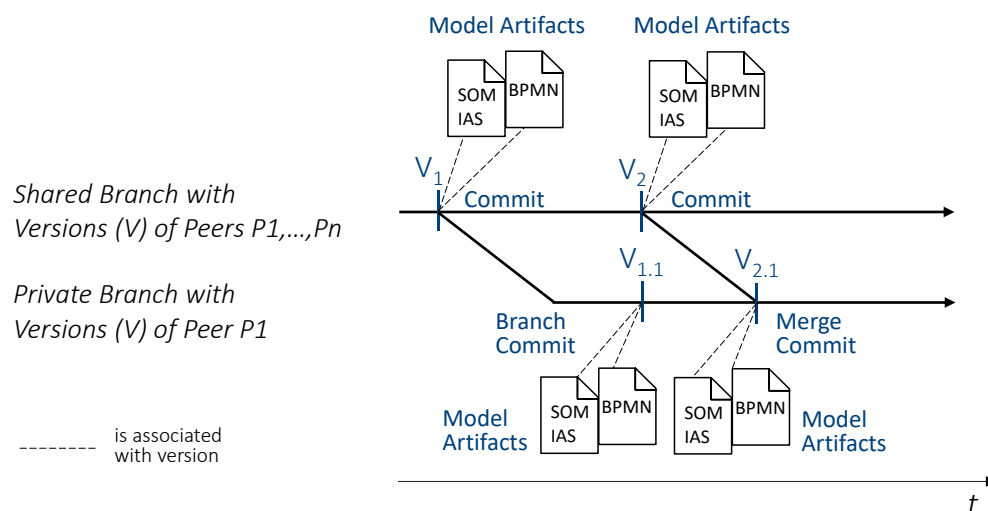 Model Artifacts
Model Artifacts
SOM
IAS
BPMN
SOM
IAS
BPMN
V1
V2
Commit
Commit
Shared Branch with
Versions (V) of Peers P1,...,Pn
V1.1
V2.1
Private Branch with
Versions (V) of Peer P1
Branch
Commit
Merge
Commit
SOM
IAS
BPMN
SOM
IAS
BPMN
Model
Artifacts
Model
Artifacts
is associated
with version
t